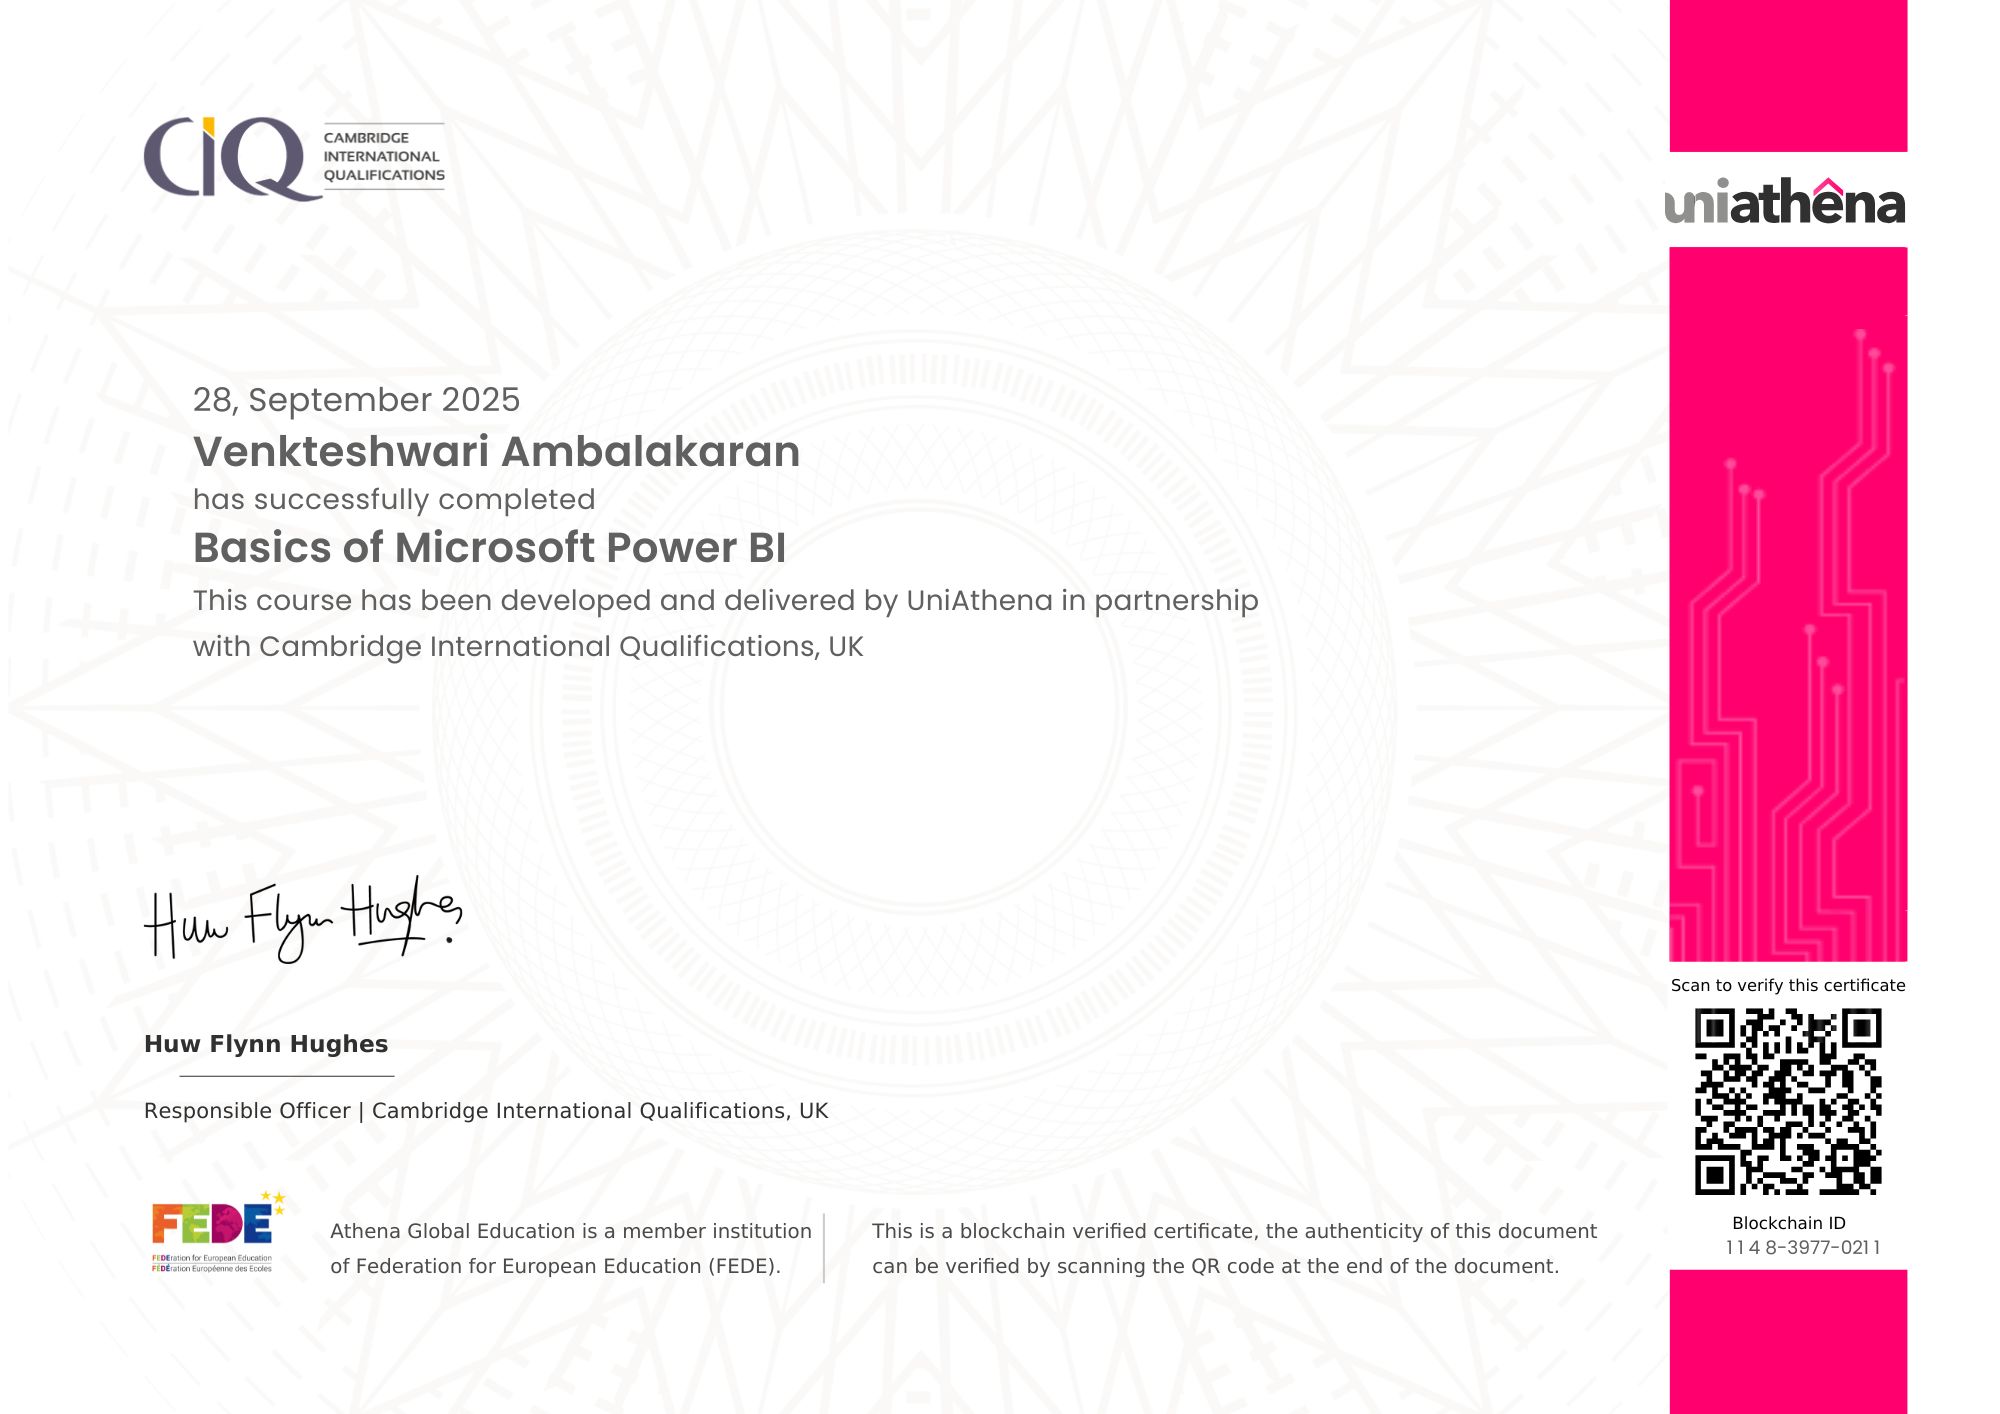 CiQ
CAMBRIDGE
INTERNATIONAL
QUALIFICATIONS
uniathêna
28, September 2025
Venkteshwari Ambalakaran
has successfully completed
Basics of Microsoft Power BI
This course has been developed and delivered by UniAthena in partnership
with Cambridge International Qualifications, UK
Huw Flynn Hughes
Huw Flynn Hughes
Responsible Officer | Cambridge International Qualifications, UK
FEDE
FEDEration for European Education
FEDEration Européenne des Ecoles
Athena Global Education is a member institution
of Federation for European Education (FEDE).
This is a blockchain verified certificate, the authenticity of this document
can be verified by scanning the QR code at the end of the document.
Scan to verify this certificate
Blockchain ID
1148-3977-0211